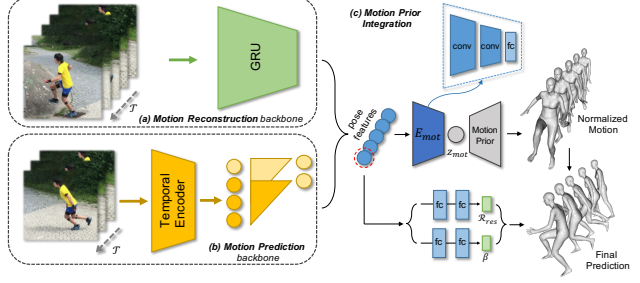 (c) Motion Prior
Integration
conv
conv
fc
GRU
𝒯
(a) Motion Reconstruction backbone
pose
features
E_mot
z_mot
Motion
Prior
Normalized
Motion
Temporal
Encoder
𝒯
(b) Motion Prediction
backbone
fc
fc
ℛ_res
fc
fc
β
Final
Prediction